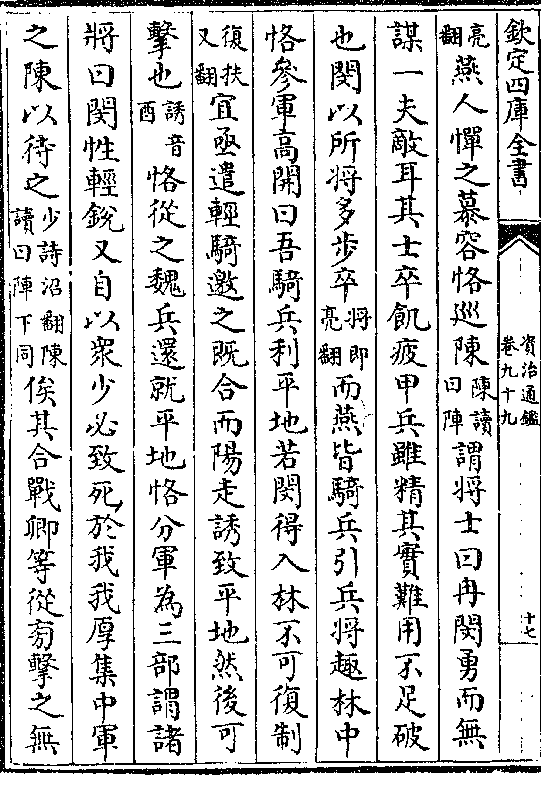 欽定四庫全書
資治通鑑
卷九十九
十七
亮翻燕人憚之慕容恪巡陳陳讀曰陣謂將士曰冉閔勇而無
謀一夫敵耳其士卒飢疲甲兵雖精其實難用不足破
也閔以所將多步卒將即亮翻而燕皆騎兵引兵將趣林中
恪參軍高開曰吾騎兵利平地若閔得入林不可復制
復扶又翻宜亟遣輕騎邀之既合而陽走誘致平地然後可
擊也誘音酉恪從之魏兵還就平地恪分軍為三部謂諸
將曰閔性輕銳又自以衆少必致死於我我厚集中軍
之陳以待之少詩沼翻陳讀曰陣下同俟其合戰卿等從㫄擊之無